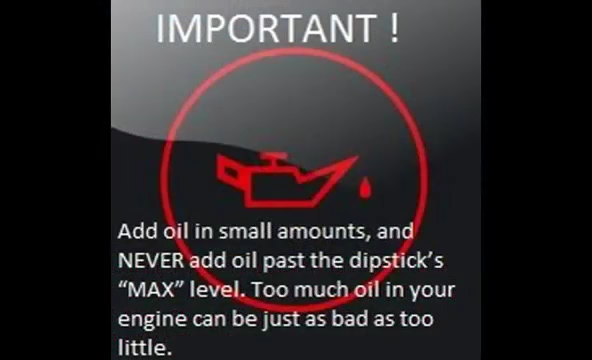 IMPORTANT !
Add oil in small amounts, and
NEVER add oil past the dipstick’s
“MAX” level. Too much oil in your
engine can be just as bad as too
little.